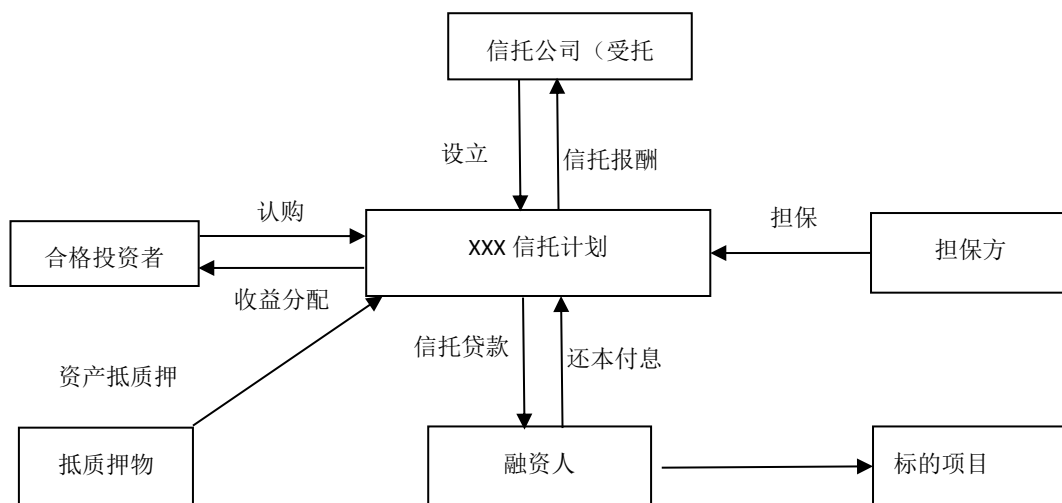 信托公司（受托
设立
信托报酬
认购
担保
合格投资者
XXX 信托计划
担保方
收益分配
信托贷款
还本付息
资产抵质押
抵质押物
融资人
标的项目